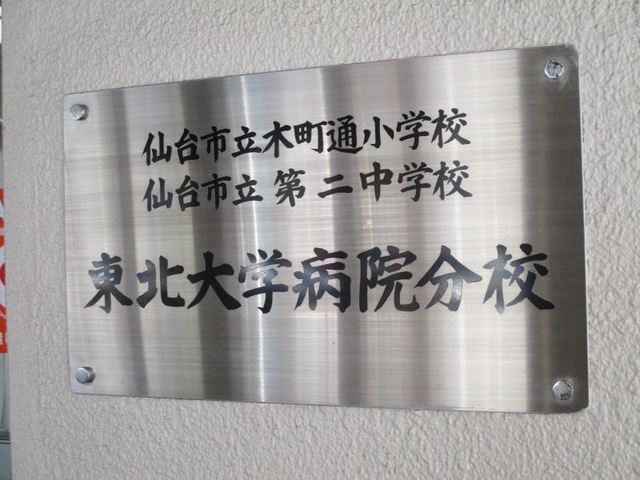 仙台市立木町通小学校
仙台市立第二中学校
東北大学病院分校